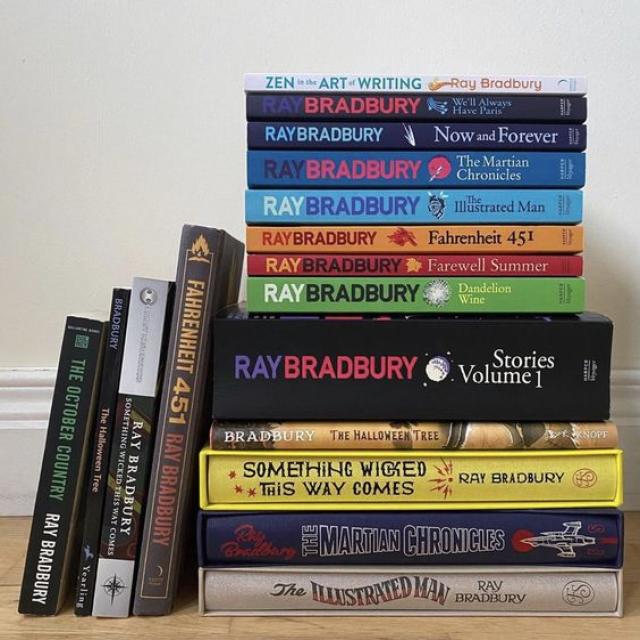 ZEN in the ART of WRITING Ray Bradbury
RAY BRADBURY We'll Always
Have Paris
RAY BRADBURY Now and Forever
RAY BRADBURY The Martian
Chronicles
RAY BRADBURY The
Illustrated Man
RAY BRADBURY Fahrenheit 451
RAY BRADBURY Farewell Summer
RAY BRADBURY Dandelion
Wine
RAY BRADBURY Stories
Volume 1
HARPER
Voyager
BRADBURY THE HALLOWEEN TREE KNOPF
SOMETHING WICKED
THIS WAY COMES RAY BRADBURY
Ray
Bradbury THE MARTIAN CHRONICLES
The ILLUSTRATED MAN RAY
BRADBURY
THE OCTOBER COUNTRY RAY BRADBURY
BRADBURY The Halloween Tree Yearling
RAY BRADBURY
SOMETHING WICKED THIS WAY COMES
FAHRENHEIT 451 RAY BRADBURY